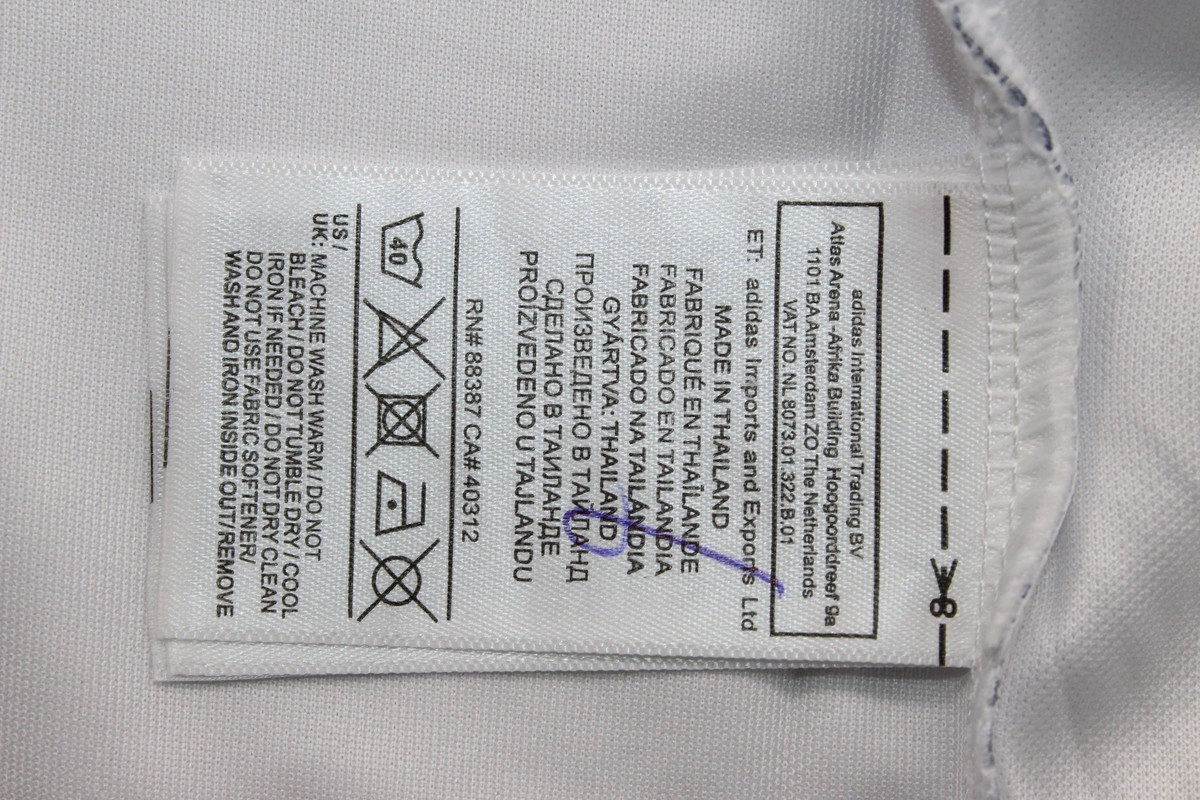 adidas International Trading BV
Atlas Arena -Afrika Building Hoogoorddreef 9a
1101 BA Amsterdam ZO The Netherlands
VAT NO. NL 8073.01.322.B.01
ET: adidas Imports and Exports Ltd
MADE IN THAILAND
FABRIQUÉ EN THAÏLANDE
FABRICADO EN TAILANDIA
FABRICADO NA TAILÂNDIA
GYÁRTVA: THAILAND
ПРОИЗВЕДЕНО В ТАЙЛАНД
СДЕЛАНО В ТАИЛАНДЕ
PROIZVEDENO U TAJLANDU
RN# 88387 CA# 40312
40
US /
UK: MACHINE WASH WARM / DO NOT
BLEACH / DO NOT TUMBLE DRY / COOL
IRON IF NEEDED / DO NOT DRY CLEAN
DO NOT USE FABRIC SOFTENER/
WASH AND IRON INSIDE OUT/REMOVE